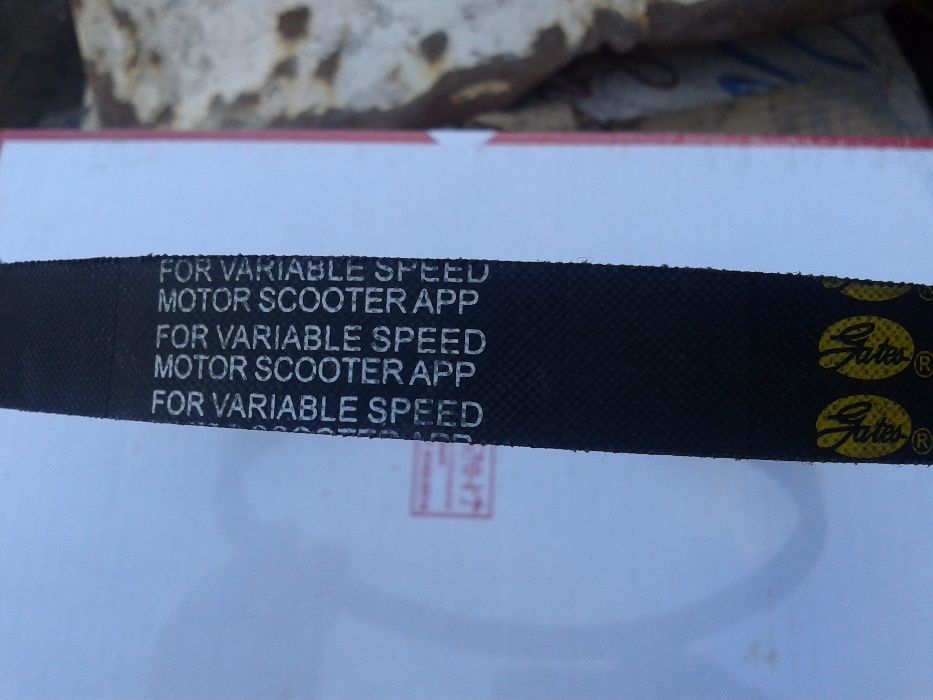 FOR VARIABLE SPEED
MOTOR SCOOTER APP
FOR VARIABLE SPEED
MOTOR SCOOTER APP
FOR VARIABLE SPEED
Gates ®
Gates ®